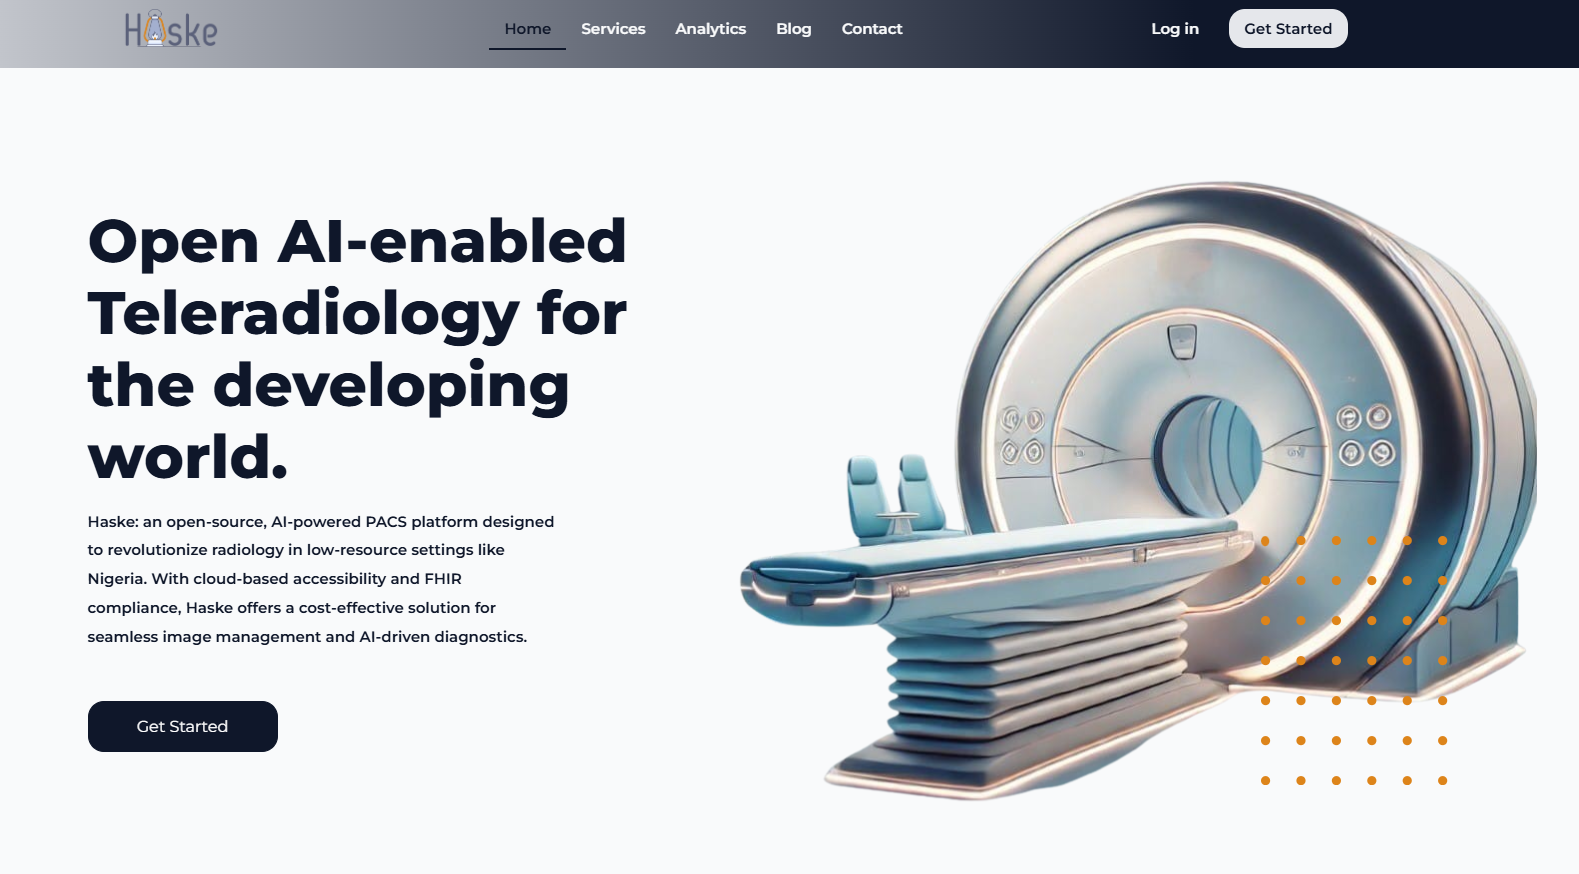 Haske
Home Services Analytics Blog Contact Log in Get Started
Open AI-enabled
Teleradiology for
the developing
world.
Haske: an open-source, AI-powered PACS platform designed
to revolutionize radiology in low-resource settings like
Nigeria. With cloud-based accessibility and FHIR
compliance, Haske offers a cost-effective solution for
seamless image management and AI-driven diagnostics.
Get Started